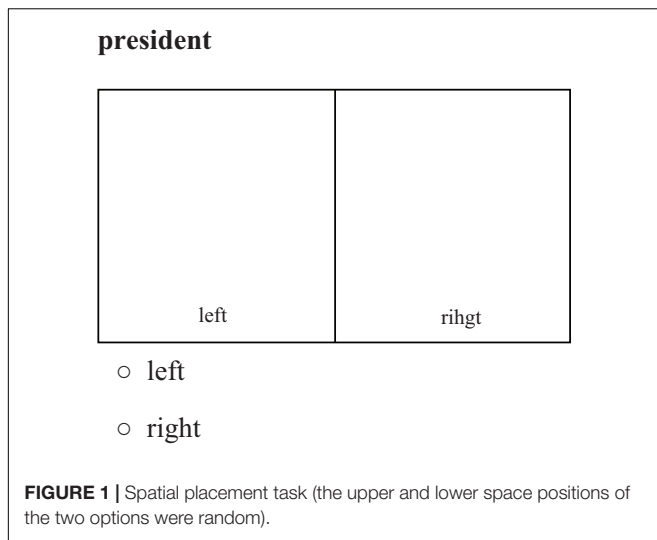 president
left rihgt
○ left
○ right
FIGURE 1 | Spatial placement task (the upper and lower space positions of
the two options were random).